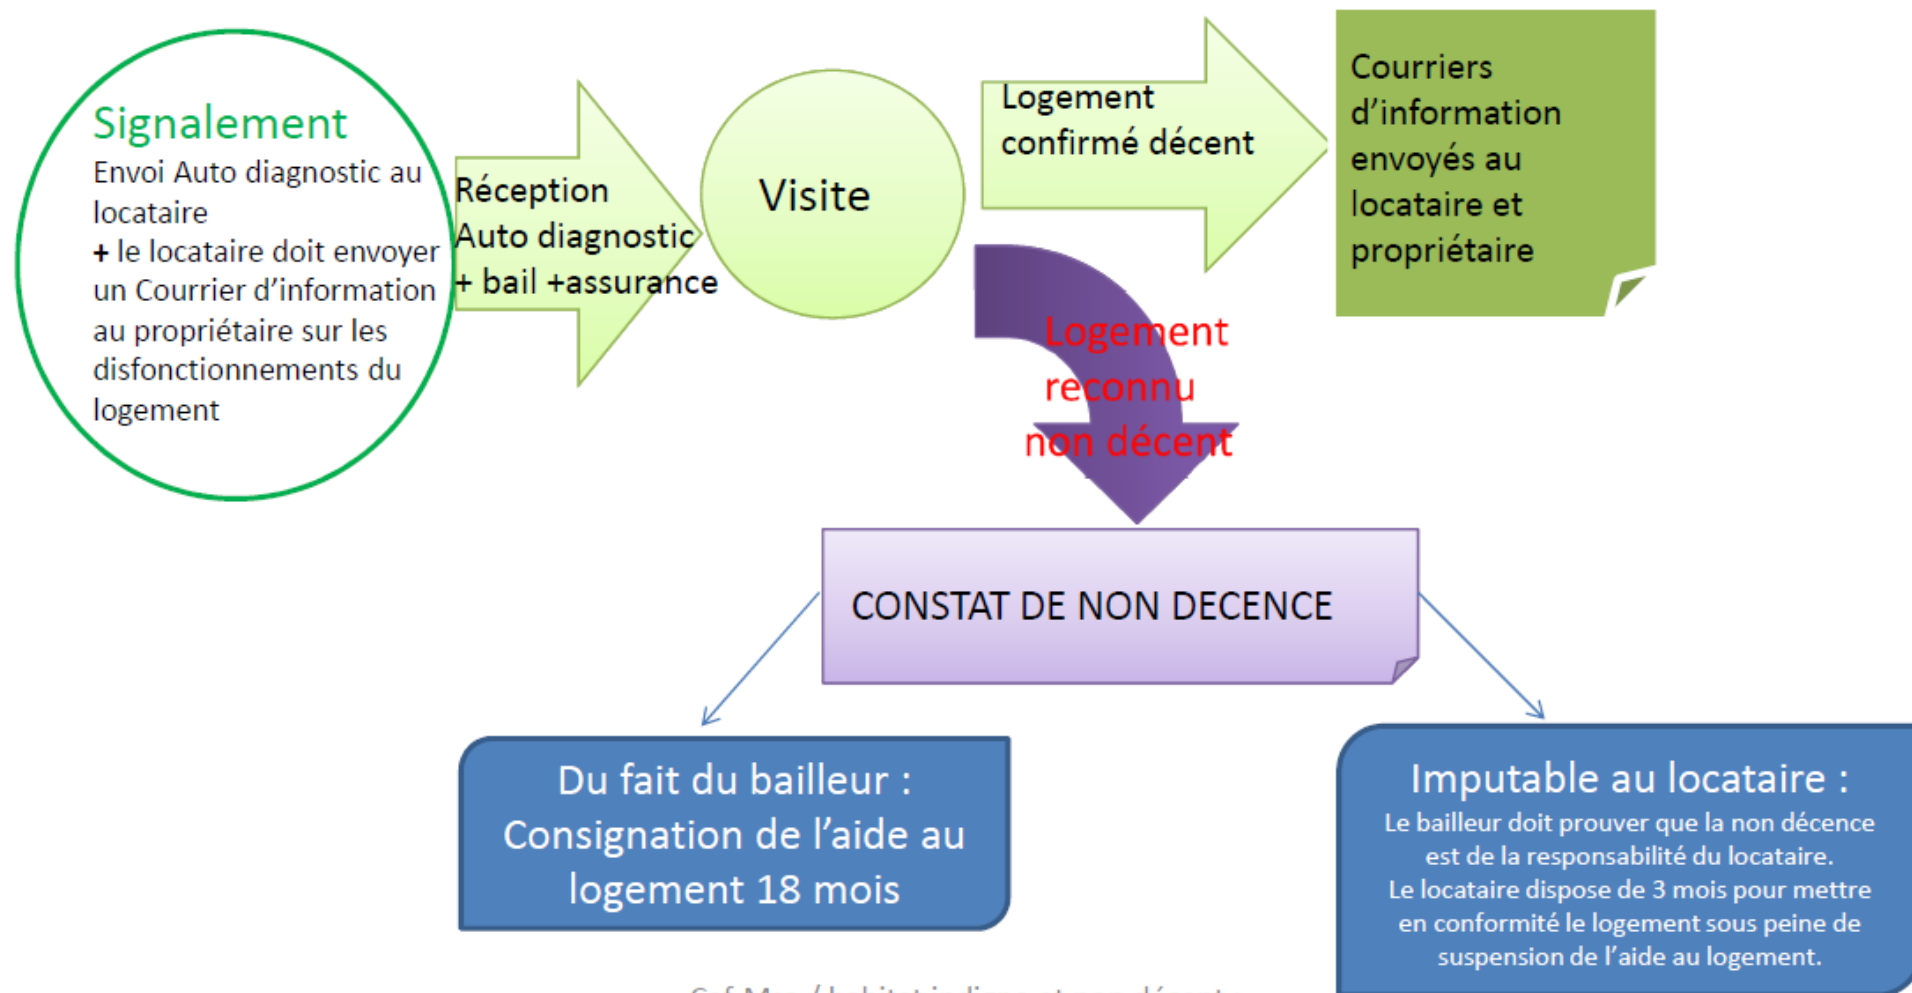 Signalement
Envoi Auto diagnostic au
locataire
+ le locataire doit envoyer
un Courrier d’information
au propriétaire sur les
disfonctionnements du
logement
Réception
Auto diagnostic
+ bail +assurance
Visite
Logement
confirmé décent
Courriers
d’information
envoyés au
locataire et
propriétaire
Logement
reconnu
non décent
CONSTAT DE NON DECENCE
Du fait du bailleur :
Consignation de l’aide au
logement 18 mois
Imputable au locataire :
Le bailleur doit prouver que la non décence
est de la responsabilité du locataire.
Le locataire dispose de 3 mois pour mettre
en conformité le logement sous peine de
suspension de l’aide au logement.